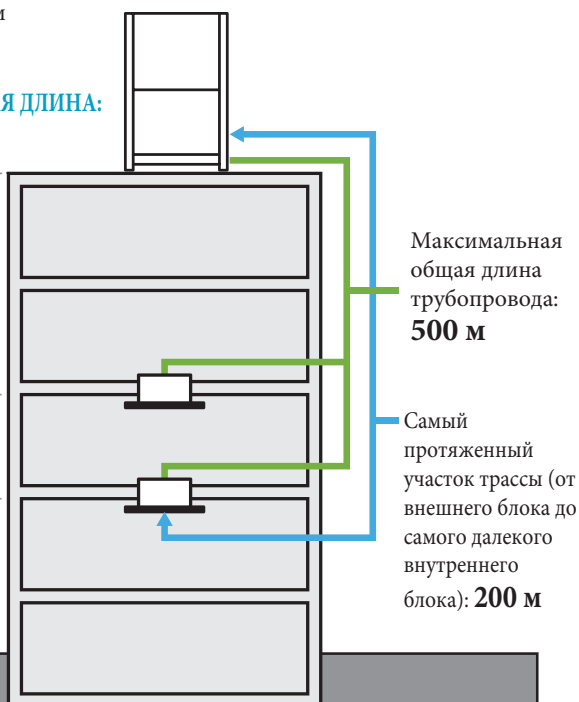 м
Я ДЛИНА:
Максимальная
общая длина
трубопровода:
500 м
Самый
протяженный
участок трассы (от
внешнего блока до
самого далекого
внутреннего
блока): 200 м